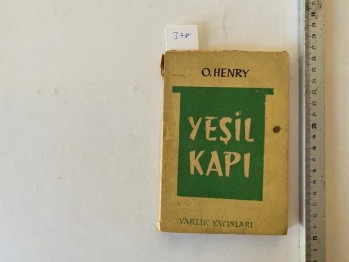 O. HENRY
YEŞİL
KAPI
VARLIK YAYINLARI